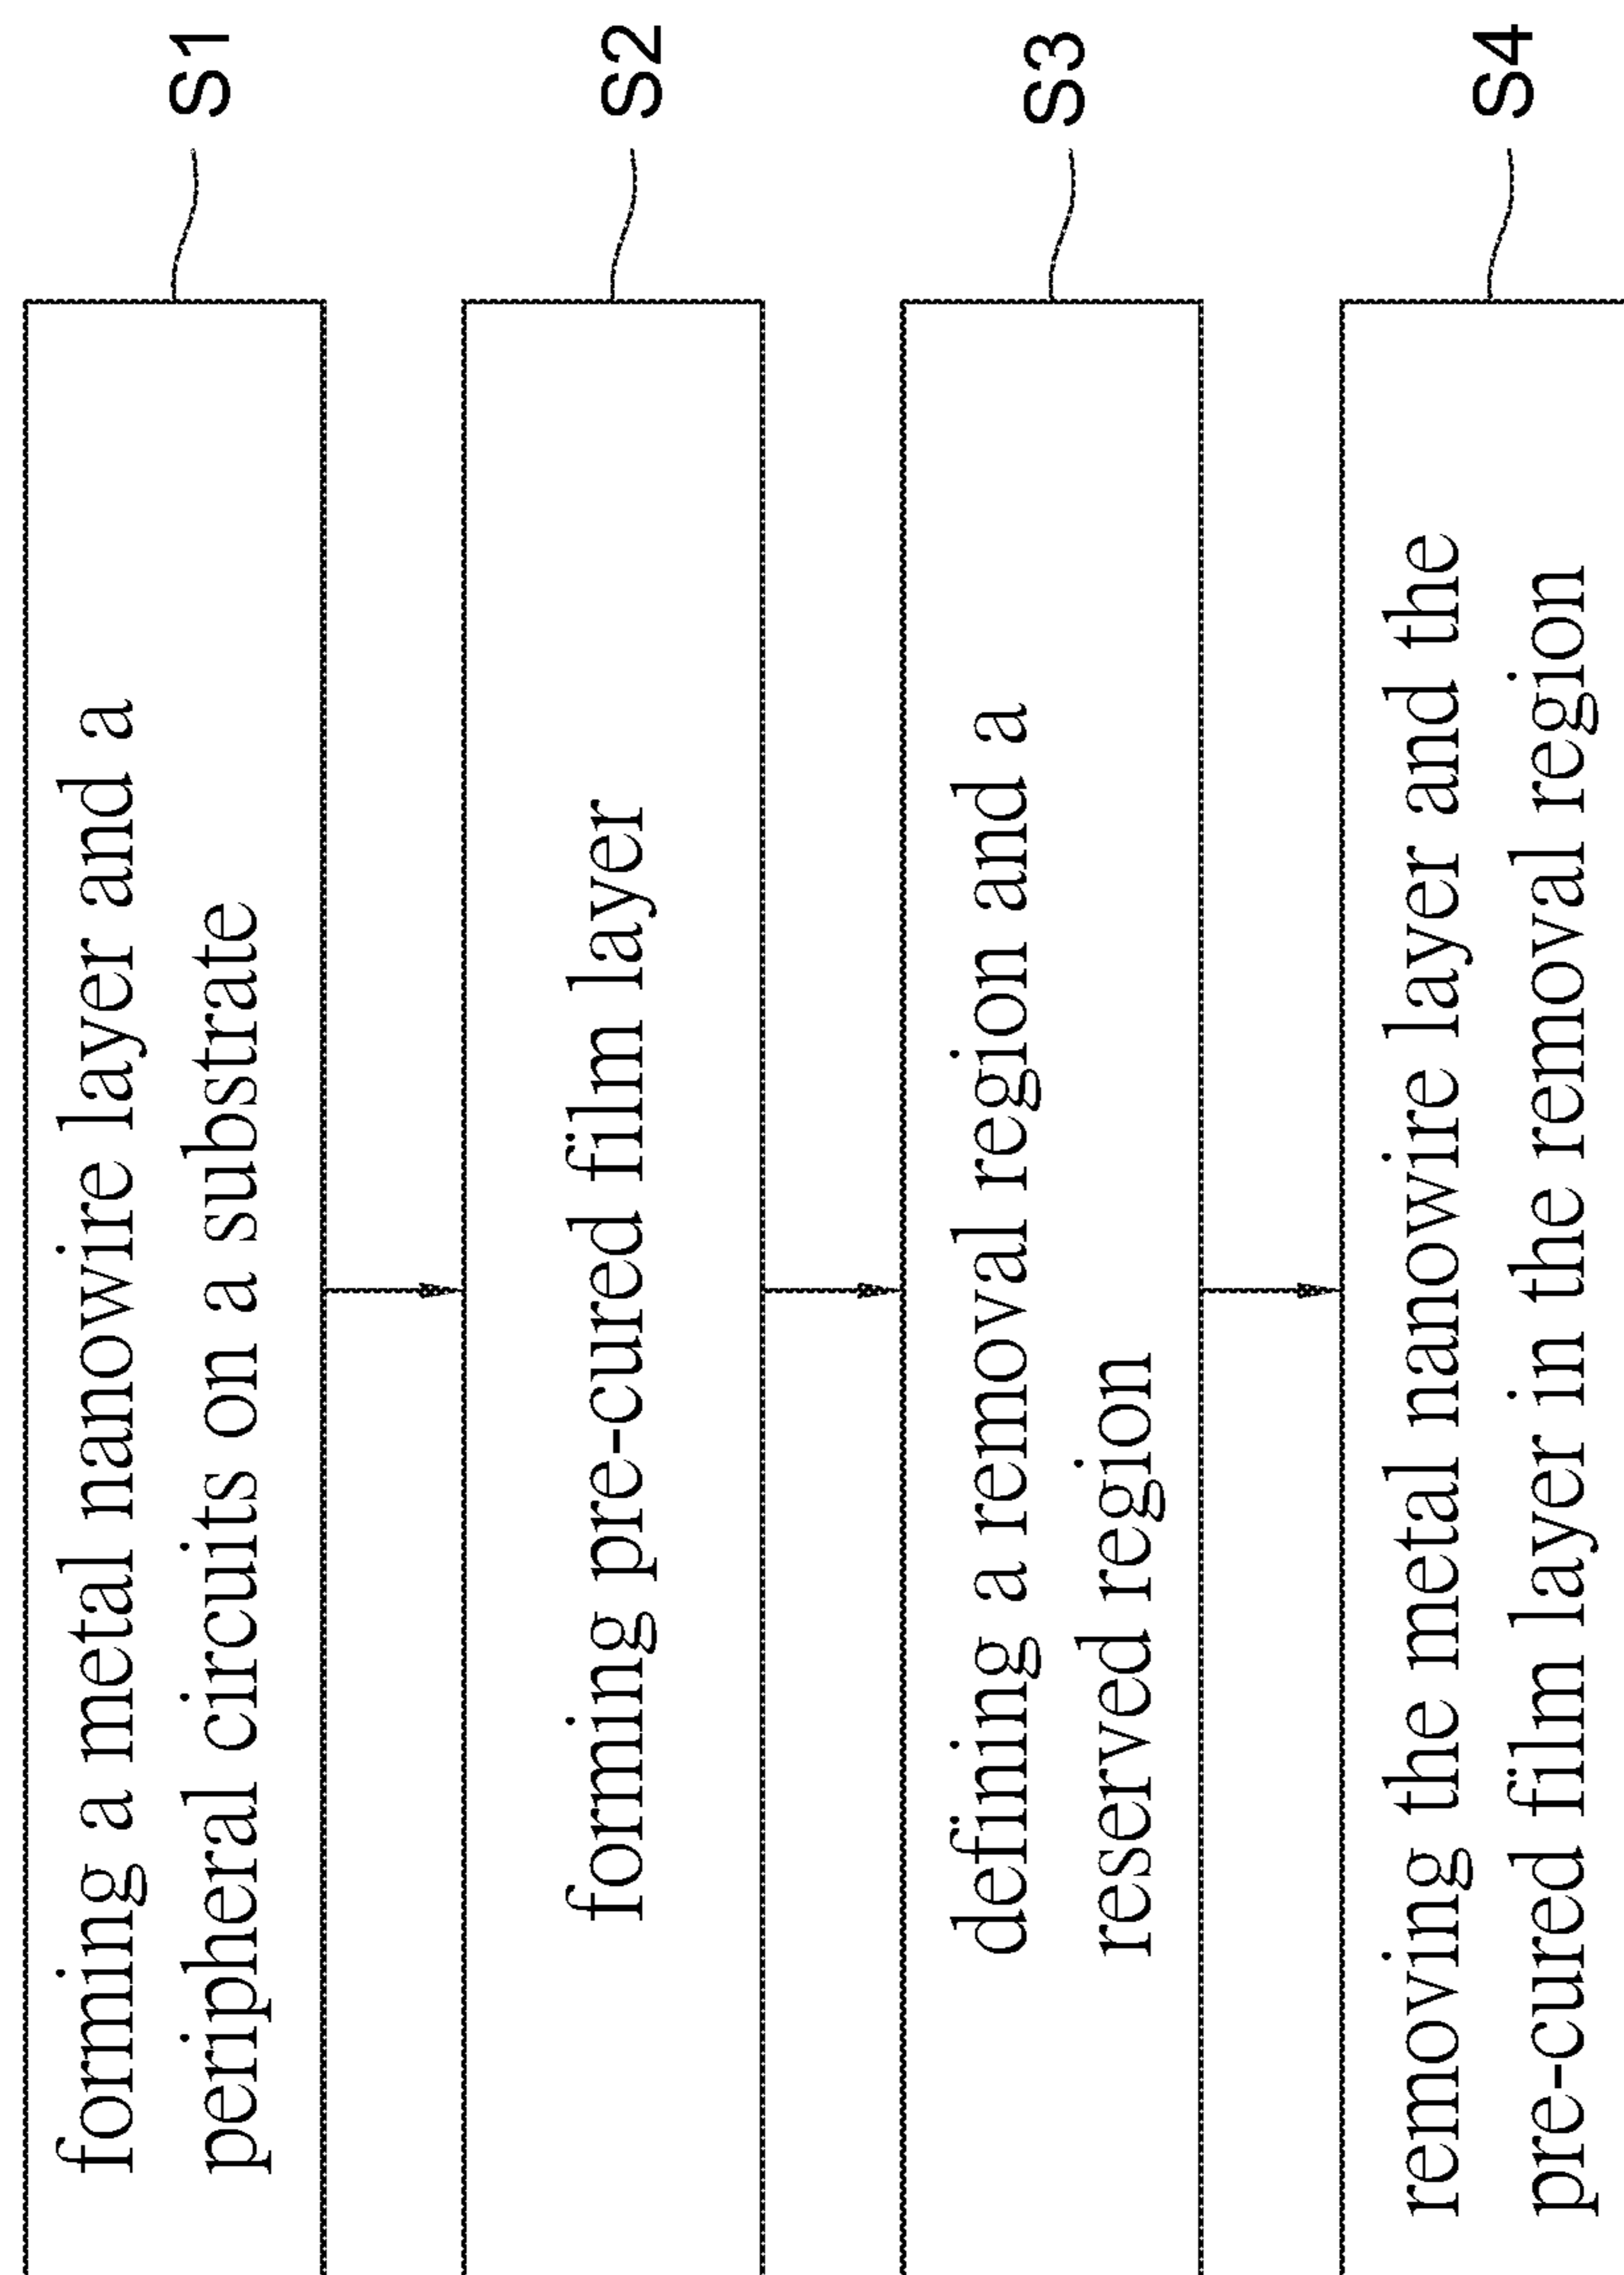 forming a metal nanowire layer and a
peripheral circuits on a substrate
S1
forming pre-cured film layer
S2
defining a removal region and a
reserved region
S3
removing the metal nanowire layer and the
pre-cured film layer in the removal region
S4